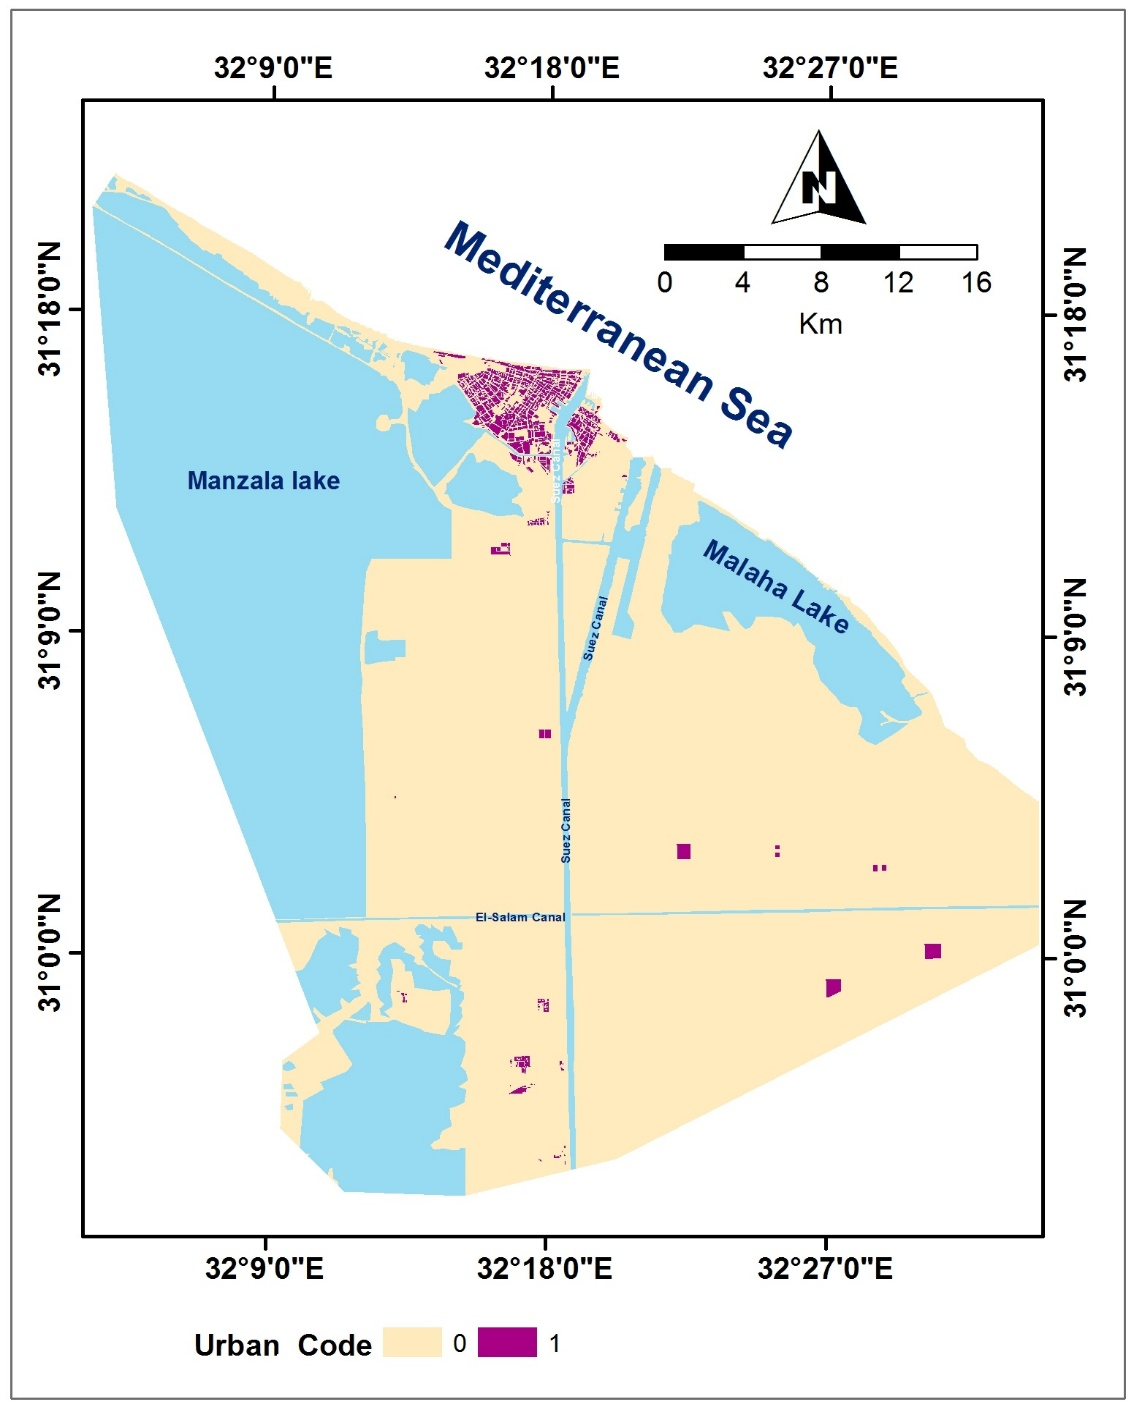 32°9'0"E 32°18'0"E 32°27'0"E
N
0 4 8 12 16
Km
Mediterranean Sea
31°18'0"N
31°18'0"N
Manzala lake
Suez Canal
Malaha Lake
31°9'0"N
31°9'0"N
Suez Canal
Suez Canal
El-Salam Canal
31°0'0"N
31°0'0"N
32°9'0"E 32°18'0"E 32°27'0"E
Urban Code 0 1